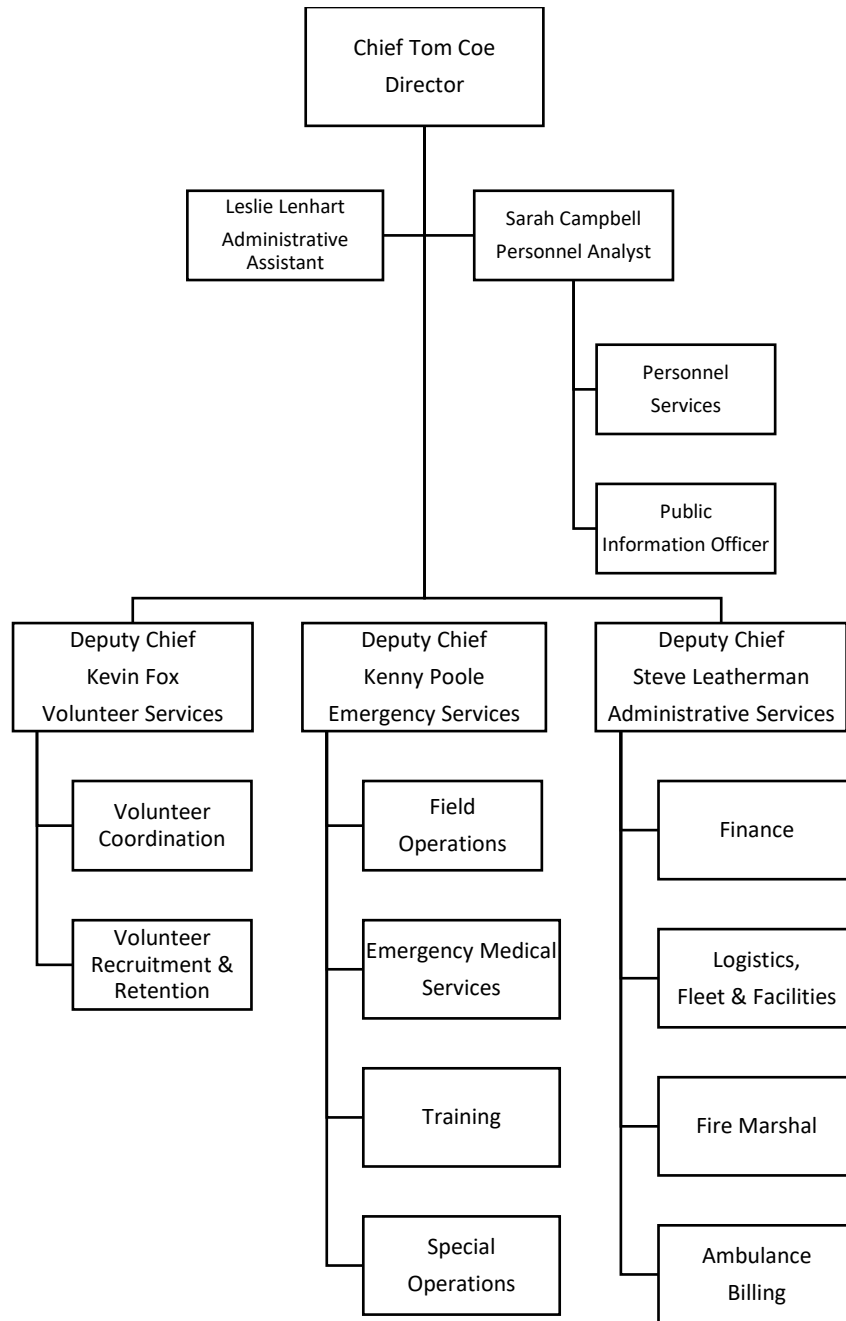 Chief Tom Coe
Director
Leslie Lenhart
Administrative
Assistant
Sarah Campbell
Personnel Analyst
Personnel
Services
Public
Information Officer
Deputy Chief
Kevin Fox
Volunteer Services
Deputy Chief
Kenny Poole
Emergency Services
Deputy Chief
Steve Leatherman
Administrative Services
Volunteer
Coordination
Volunteer
Recruitment &
Retention
Field
Operations
Emergency Medical
Services
Training
Special
Operations
Finance
Logistics,
Fleet & Facilities
Fire Marshal
Ambulance
Billing